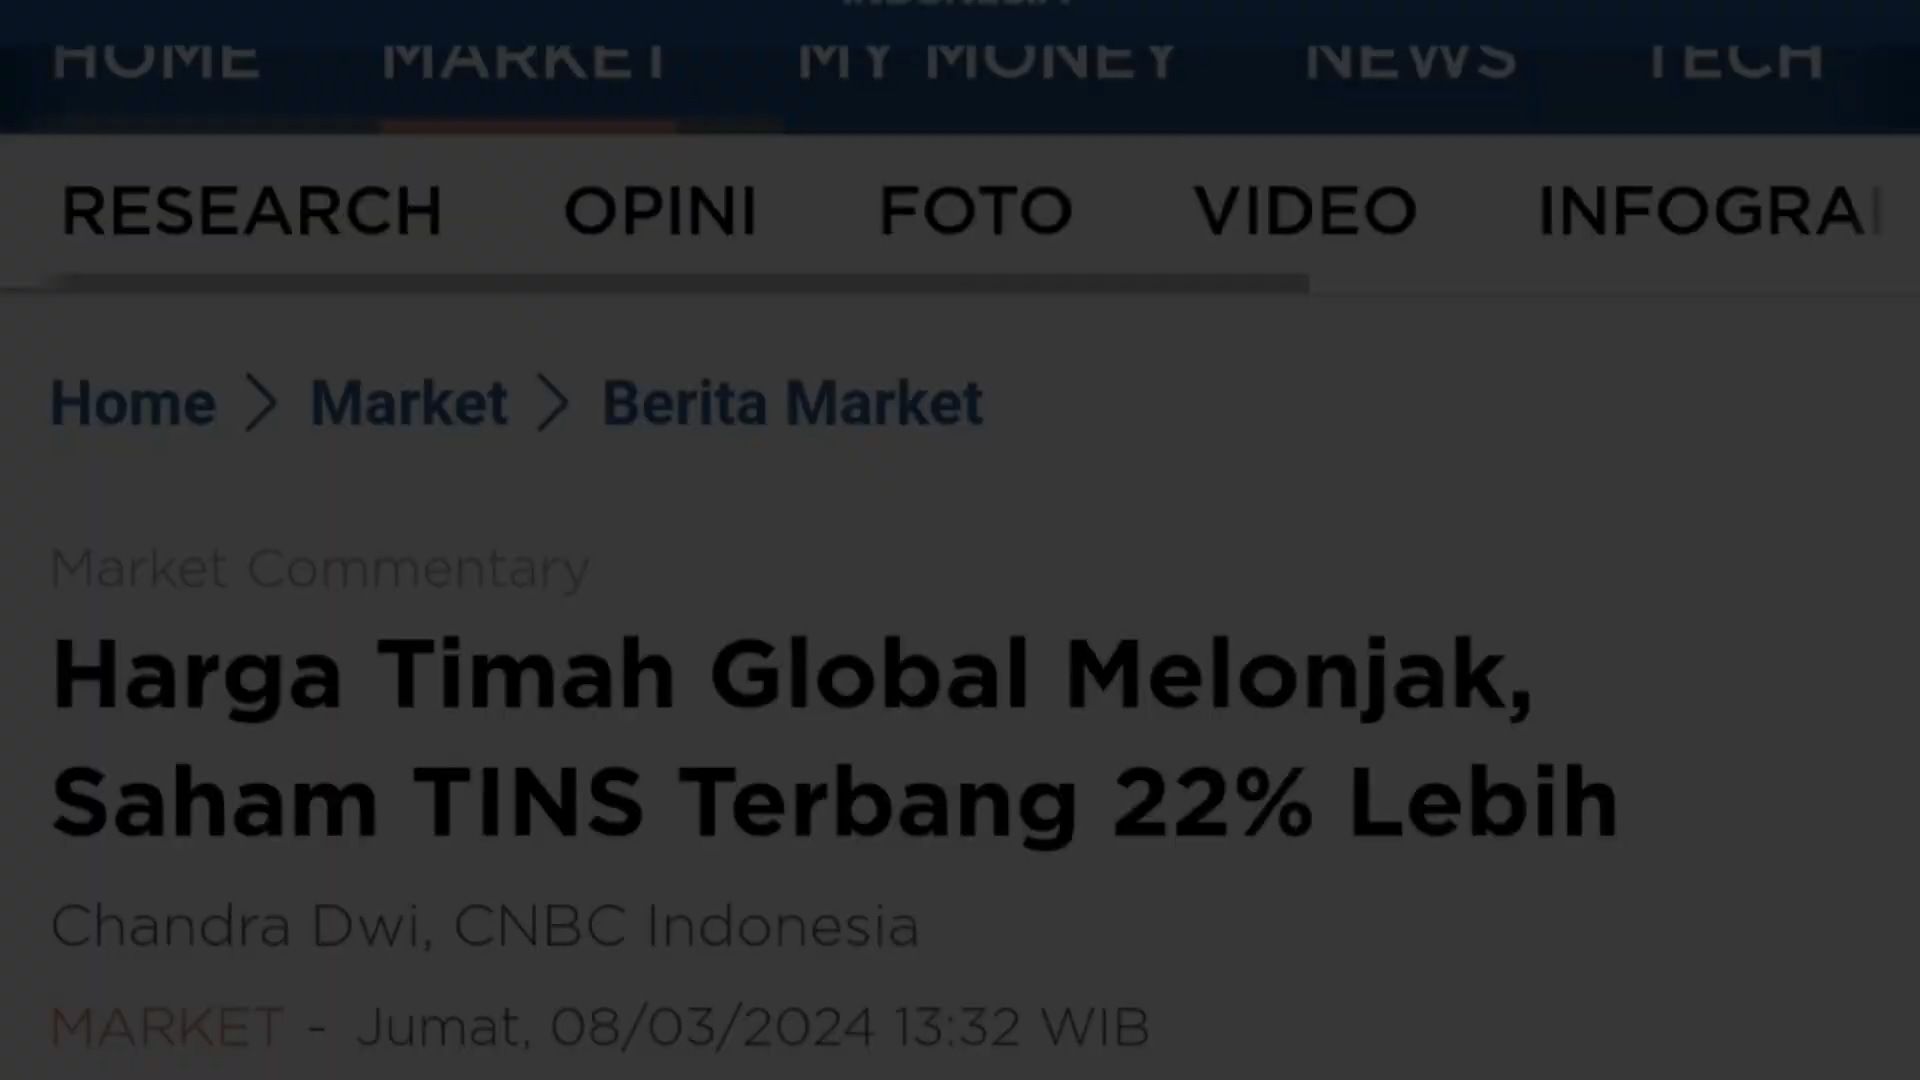 HOME MARKET MY MONEY NEWS TECH
RESEARCH OPINI FOTO VIDEO INFOGRA
Home > Market > Berita Market
Market Commentary
Harga Timah Global Melonjak,
Saham TINS Terbang 22% Lebih
Chandra Dwi, CNBC Indonesia
MARKET - Jumat, 08/03/2024 13:32 WIB